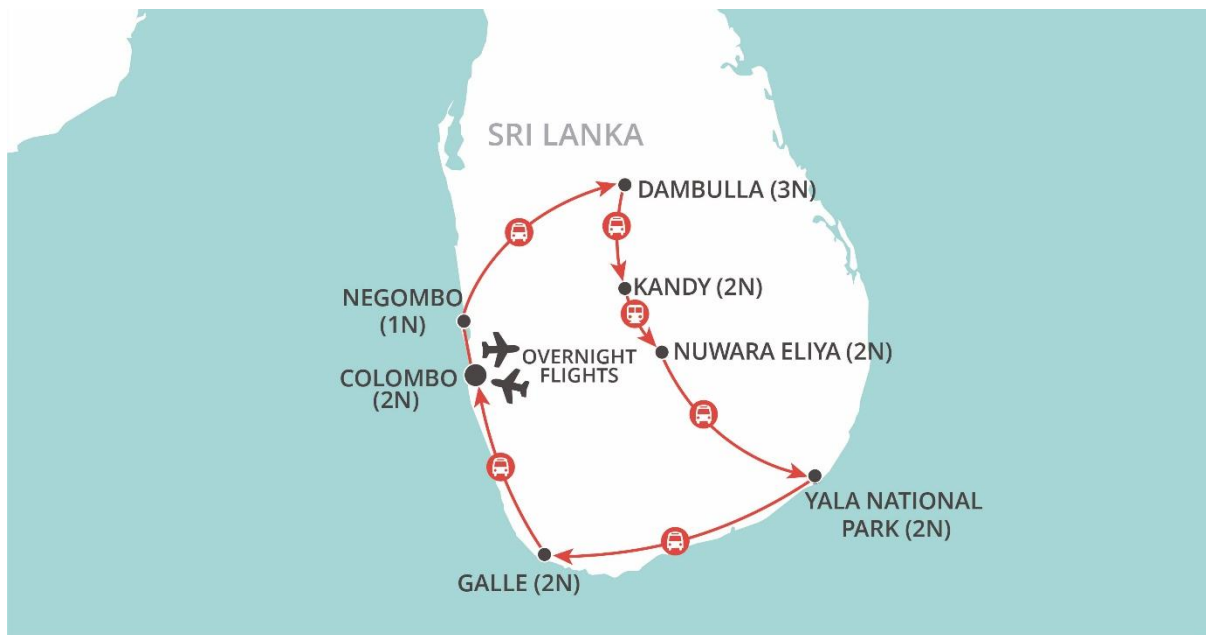 SRI LANKA
DAMBULLA (3N)
KANDY (2N)
NEGOMBO
(1N)
NUWARA ELIYA (2N)
OVERNIGHT
FLIGHTS
COLOMBO
(2N)
YALA NATIONAL
PARK (2N)
GALLE (2N)